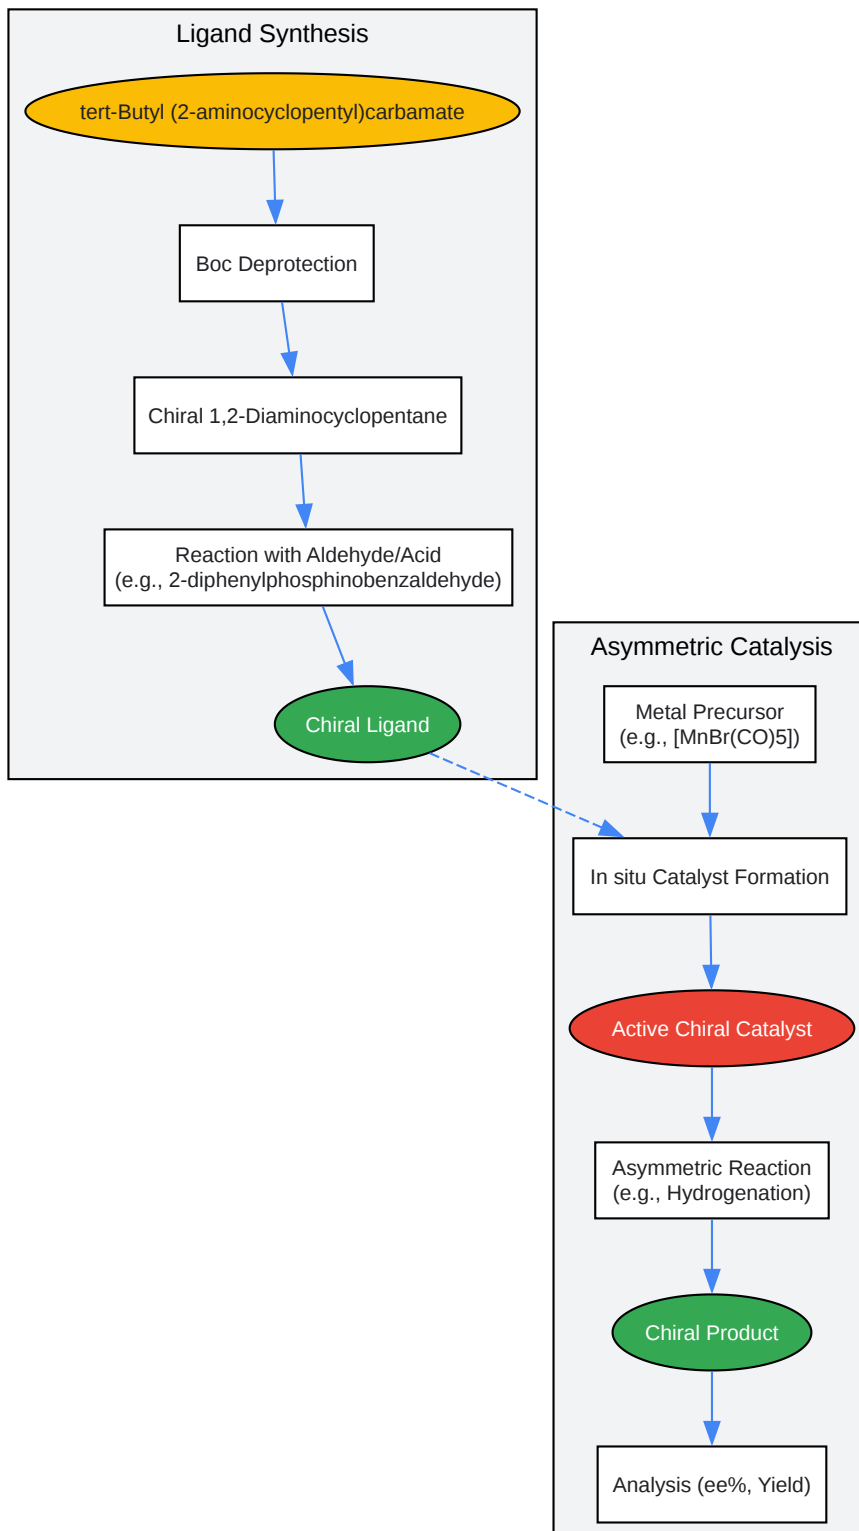 Ligand Synthesis
tert-Butyl (2-aminocyclopentyl)carbamate
Boc Deprotection
Chiral 1,2-Diaminocyclopentane
Reaction with Aldehyde/Acid
(e.g., 2-diphenylphosphinobenzaldehyde)
Chiral Ligand
Asymmetric Catalysis
Metal Precursor
(e.g., [MnBr(CO)5])
In situ Catalyst Formation
Active Chiral Catalyst
Asymmetric Reaction
(e.g., Hydrogenation)
Chiral Product
Analysis (ee%, Yield)